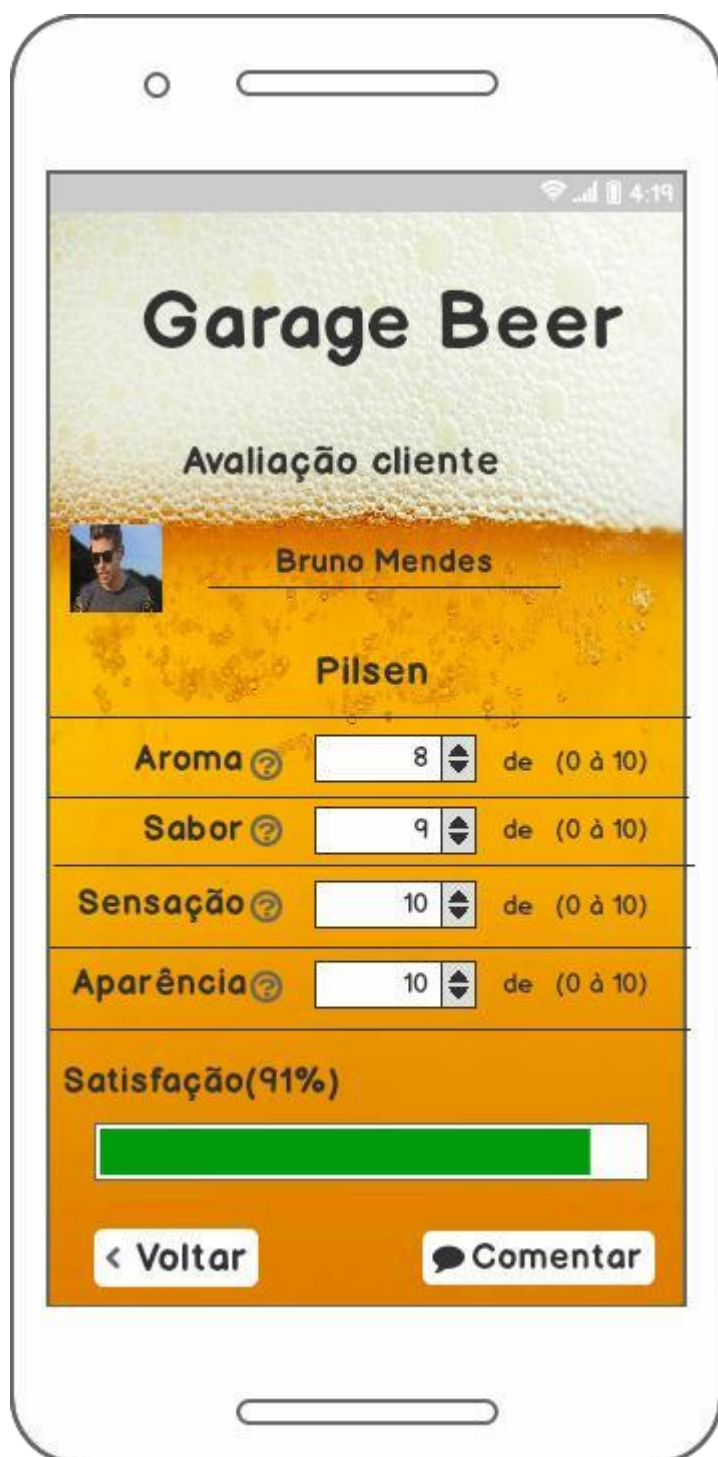 4:19
Garage Beer
Avaliação cliente
Bruno Mendes
Pilsen
Aroma ? 8 de (0 à 10)
Sabor ? 9 de (0 à 10)
Sensação ? 10 de (0 à 10)
Aparência ? 10 de (0 à 10)
Satisfação(91%)
< Voltar Comentar